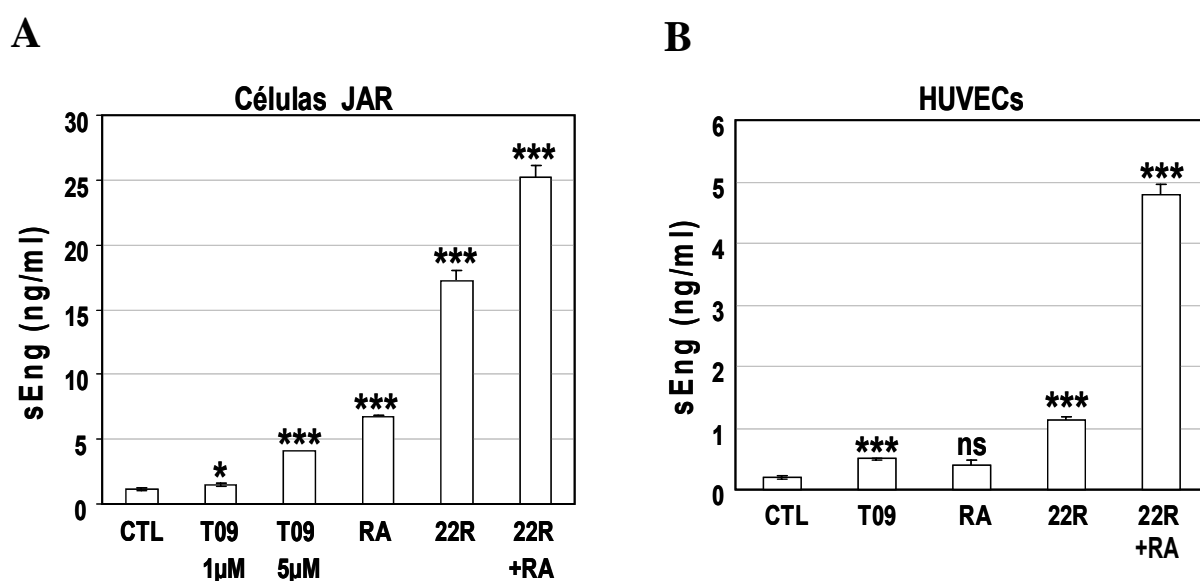 A
Células JAR
sEng (ng/ml)
30
25
20
15
10
5
0
*
***
***
***
***
CTL T09 T09 RA 22R 22R
1µM 5µM +RA
B
HUVECs
sEng (ng/ml)
6
5
4
3
2
1
0
***
ns
***
***
CTL T09 RA 22R 22R
+RA